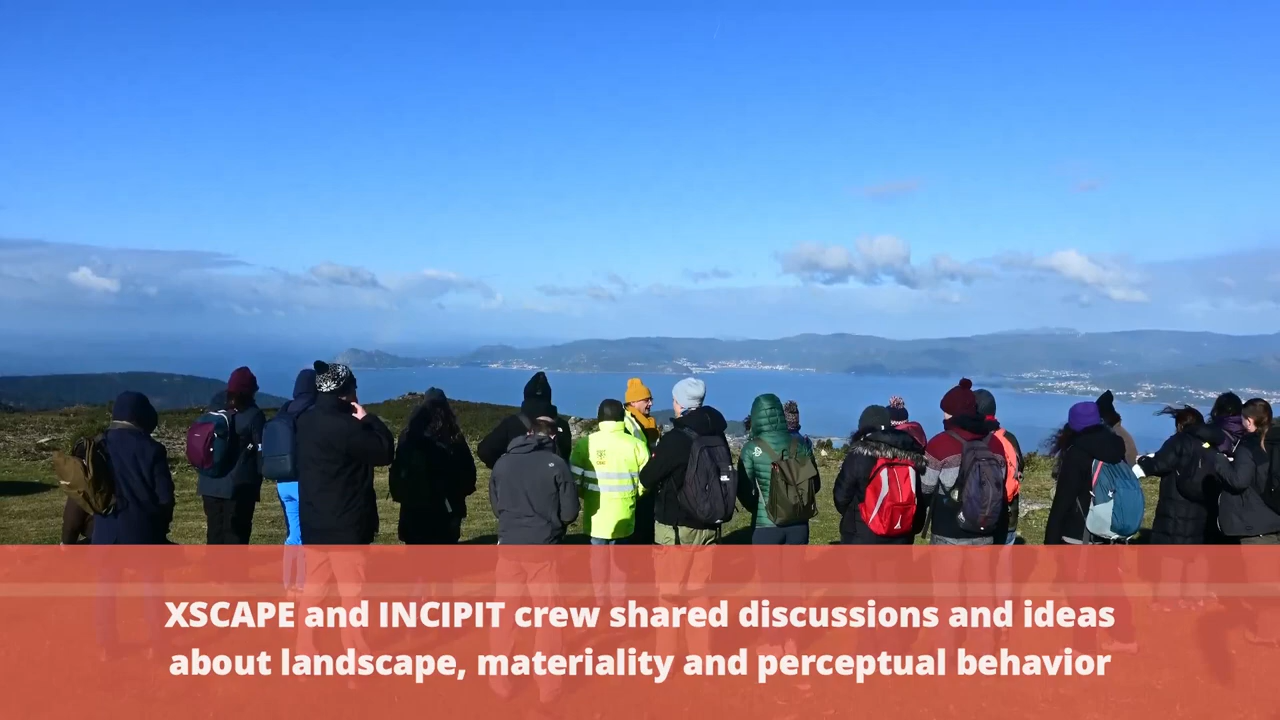 XSCAPE and INCIPIT crew shared discussions and ideas
about landscape, materiality and perceptual behavior